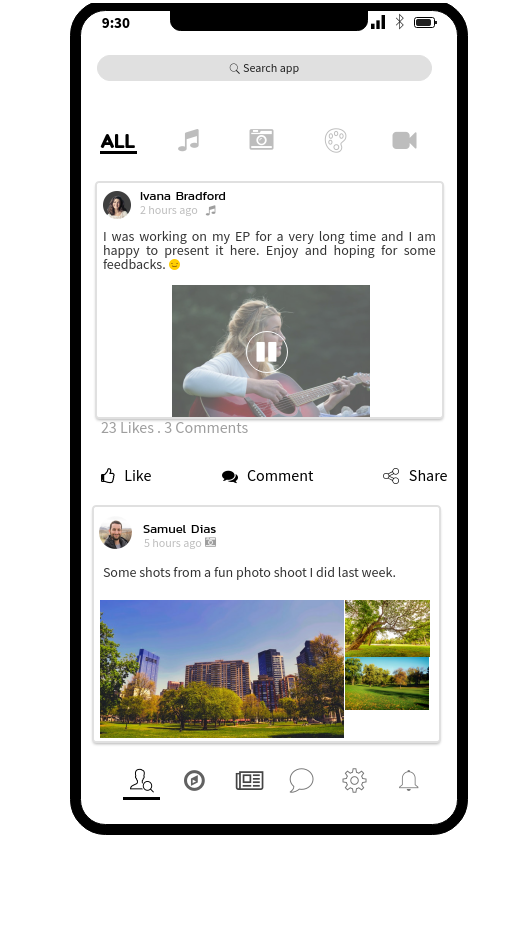 9:30
Search app
ALL
Ivana Bradford
2 hours ago
I was working on my EP for a very long time and I am
happy to present it here. Enjoy and hoping for some
feedbacks. 😊
23 Likes . 3 Comments
Like Comment Share
Samuel Dias
5 hours ago
Some shots from a fun photo shoot I did last week.